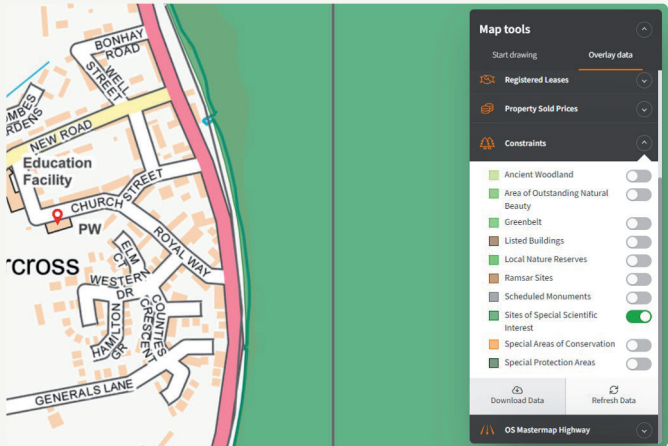 BONHAY
ROAD
WELL
STREET
OMBES
RDENS
NEW ROAD
Education
Facility
CHURCH STREET
PW
ROYAL WAY
ELM
CT
rcross
WESTERN
DR
HAMILTON
GR
COUNTIES
CRESCENT
GENERALS LANE
Map tools
Start drawing
Overlay data
Registered Leases
Property Sold Prices
Constraints
Ancient Woodland
Area of Outstanding Natural
Beauty
Greenbelt
Listed Buildings
Local Nature Reserves
Ramsar Sites
Scheduled Monuments
Sites of Special Scientific
Interest
Special Areas of Conservation
Special Protection Areas
Download Data
Refresh Data
OS Mastermap Highway